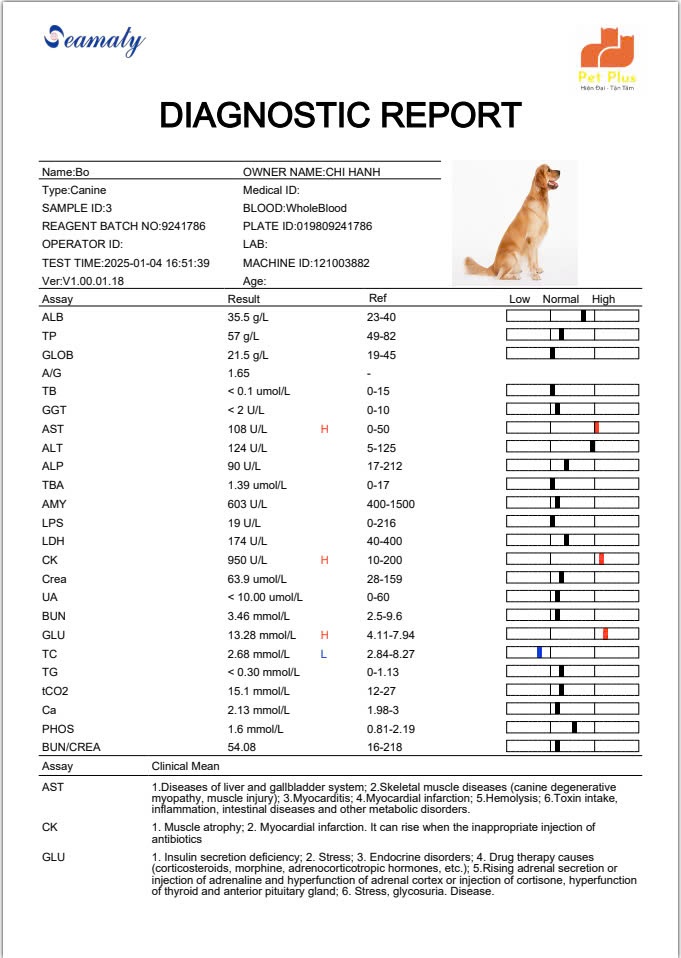 Seamaty
Pet Plus
Hiện Đại - Tận Tâm
DIAGNOSTIC REPORT
Name:Bo OWNER NAME:CHI HANH
Type:Canine Medical ID:
SAMPLE ID:3 BLOOD:WholeBlood
REAGENT BATCH NO:9241786 PLATE ID:019809241786
OPERATOR ID: LAB:
TEST TIME:2025-01-04 16:51:39 MACHINE ID:121003882
Ver:V1.00.01.18 Age:
Assay Result Ref Low Normal High
ALB 35.5 g/L 23-40
TP 57 g/L 49-82
GLOB 21.5 g/L 19-45
A/G 1.65 -
TB < 0.1 umol/L 0-15
GGT < 2 U/L 0-10
AST 108 U/L H 0-50
ALT 124 U/L 5-125
ALP 90 U/L 17-212
TBA 1.39 umol/L 0-17
AMY 603 U/L 400-1500
LPS 19 U/L 0-216
LDH 174 U/L 40-400
CK 950 U/L H 10-200
Crea 63.9 umol/L 28-159
UA < 10.00 umol/L 0-60
BUN 3.46 mmol/L 2.5-9.6
GLU 13.28 mmol/L H 4.11-7.94
TC 2.68 mmol/L L 2.84-8.27
TG < 0.30 mmol/L 0-1.13
tCO2 15.1 mmol/L 12-27
Ca 2.13 mmol/L 1.98-3
PHOS 1.6 mmol/L 0.81-2.19
BUN/CREA 54.08 16-218
Assay Clinical Mean
AST 1.Diseases of liver and gallbladder system; 2.Skeletal muscle diseases (canine degenerative
myopathy, muscle injury); 3.Myocarditis; 4.Myocardial infarction; 5.Hemolysis; 6.Toxin intake,
inflammation, intestinal diseases and other metabolic disorders.
CK 1. Muscle atrophy; 2. Myocardial infarction. It can rise when the inappropriate injection of
antibiotics
GLU 1. Insulin secretion deficiency; 2. Stress; 3. Endocrine disorders; 4. Drug therapy causes
(corticosteroids, morphine, adrenocorticotropic hormones, etc.); 5.Rising adrenal secretion or
injection of adrenaline and hyperfunction of adrenal cortex or injection of cortisone, hyperfunction
of thyroid and anterior pituitary gland; 6. Stress, glycosuria. Disease.